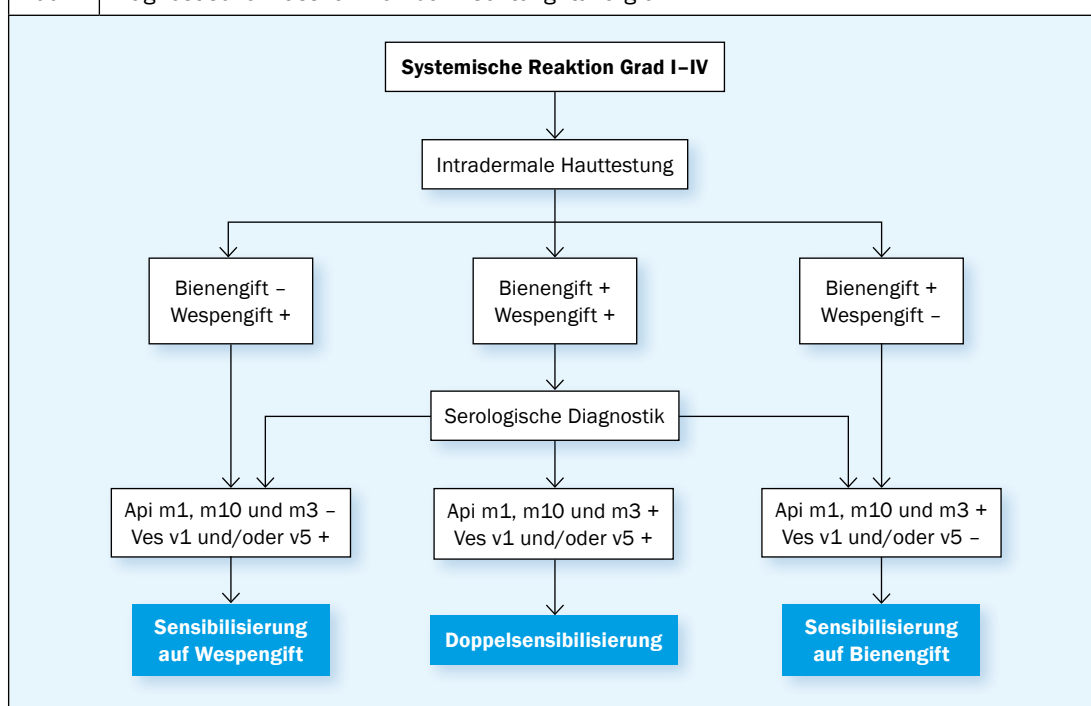 Systemische Reaktion Grad I–IV
Intradermale Hauttestung
Bienengift –
Wespengift +
Bienengift +
Wespengift +
Bienengift +
Wespengift –
Serologische Diagnostik
Api m1, m10 und m3 –
Ves v1 und/oder v5 +
Api m1, m10 und m3 +
Ves v1 und/oder v5 +
Api m1, m10 und m3 +
Ves v1 und/oder v5 –
Sensibilisierung
auf Wespengift
Doppelsensibilisierung
Sensibilisierung
auf Bienengift